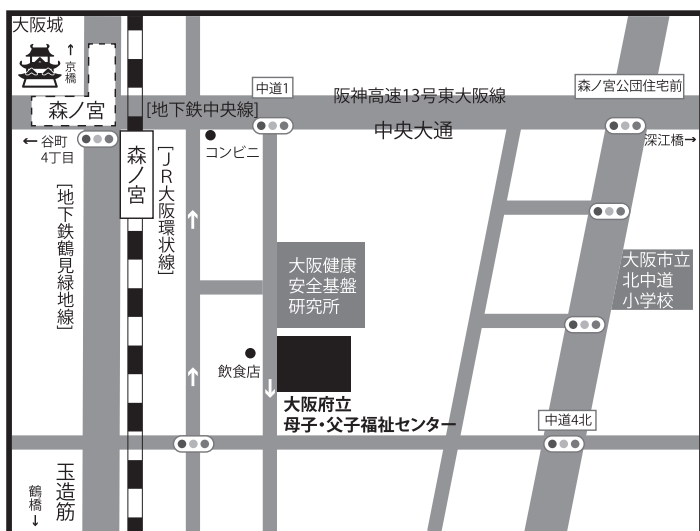 大阪城
↑
京橋
森ノ宮
[地下鉄中央線]
中道1
阪神高速13号東大阪線
森ノ宮公団住宅前
中央大通
深江橋→
←谷町
4丁目
コンビニ
森ノ宮
[JR大阪環状線]
[地下鉄鶴見緑地線]
大阪健康
安全基盤
研究所
大阪市立
北中道
小学校
飲食店
大阪府立
母子・父子福祉センター
中道4北
玉造筋
鶴橋
↓